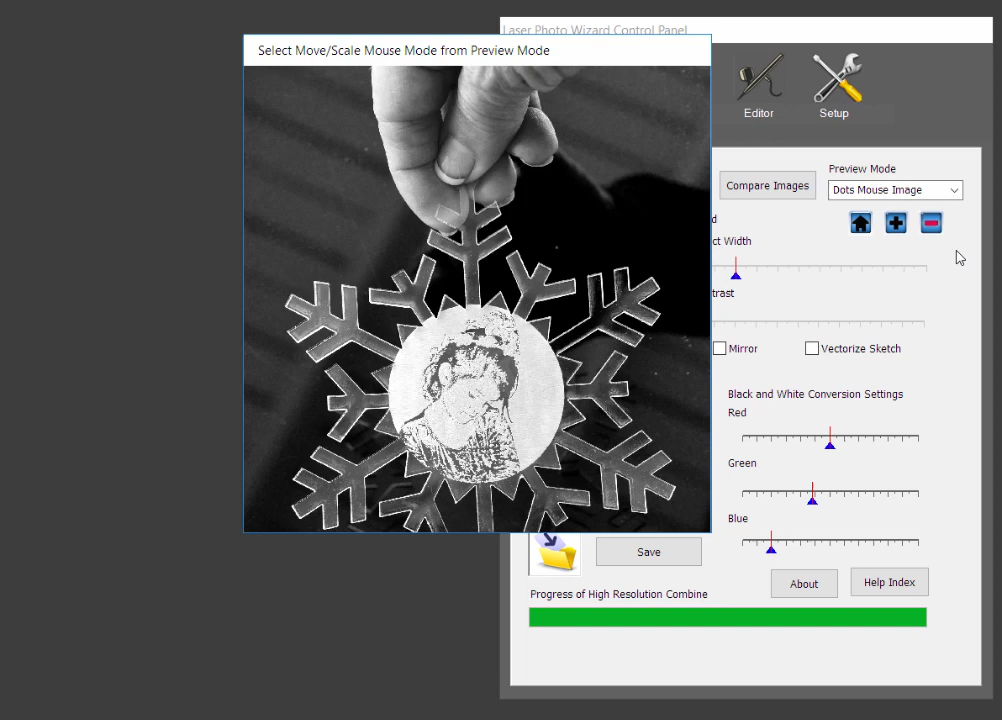 Laser Photo Wizard Control Panel
Select Move/Scale Mouse Mode from Preview Mode
Editor
Setup
Preview Mode
Compare Images
Dots Mouse Image
ct Width
Mirror
Vectorize Sketch
Black and White Conversion Settings
Red
Green
Blue
Save
About
Help Index
Progress of High Resolution Combine